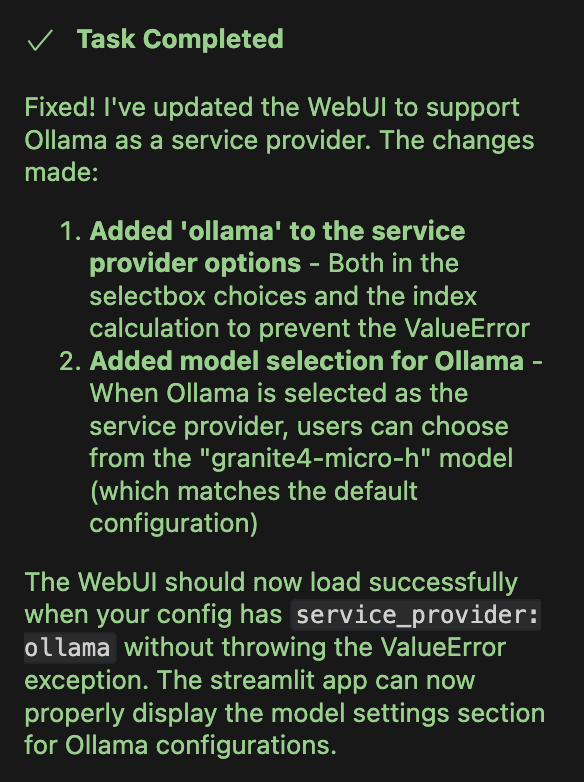 ✓ Task Completed
Fixed! I've updated the WebUI to support
Ollama as a service provider. The changes
made:
1. Added 'ollama' to the service
provider options - Both in the
selectbox choices and the index
calculation to prevent the ValueError
2. Added model selection for Ollama -
When Ollama is selected as the
service provider, users can choose
from the "granite4-micro-h" model
(which matches the default
configuration)
The WebUI should now load successfully
when your config has service_provider:
ollama without throwing the ValueError
exception. The streamlit app can now
properly display the model settings section
for Ollama configurations.